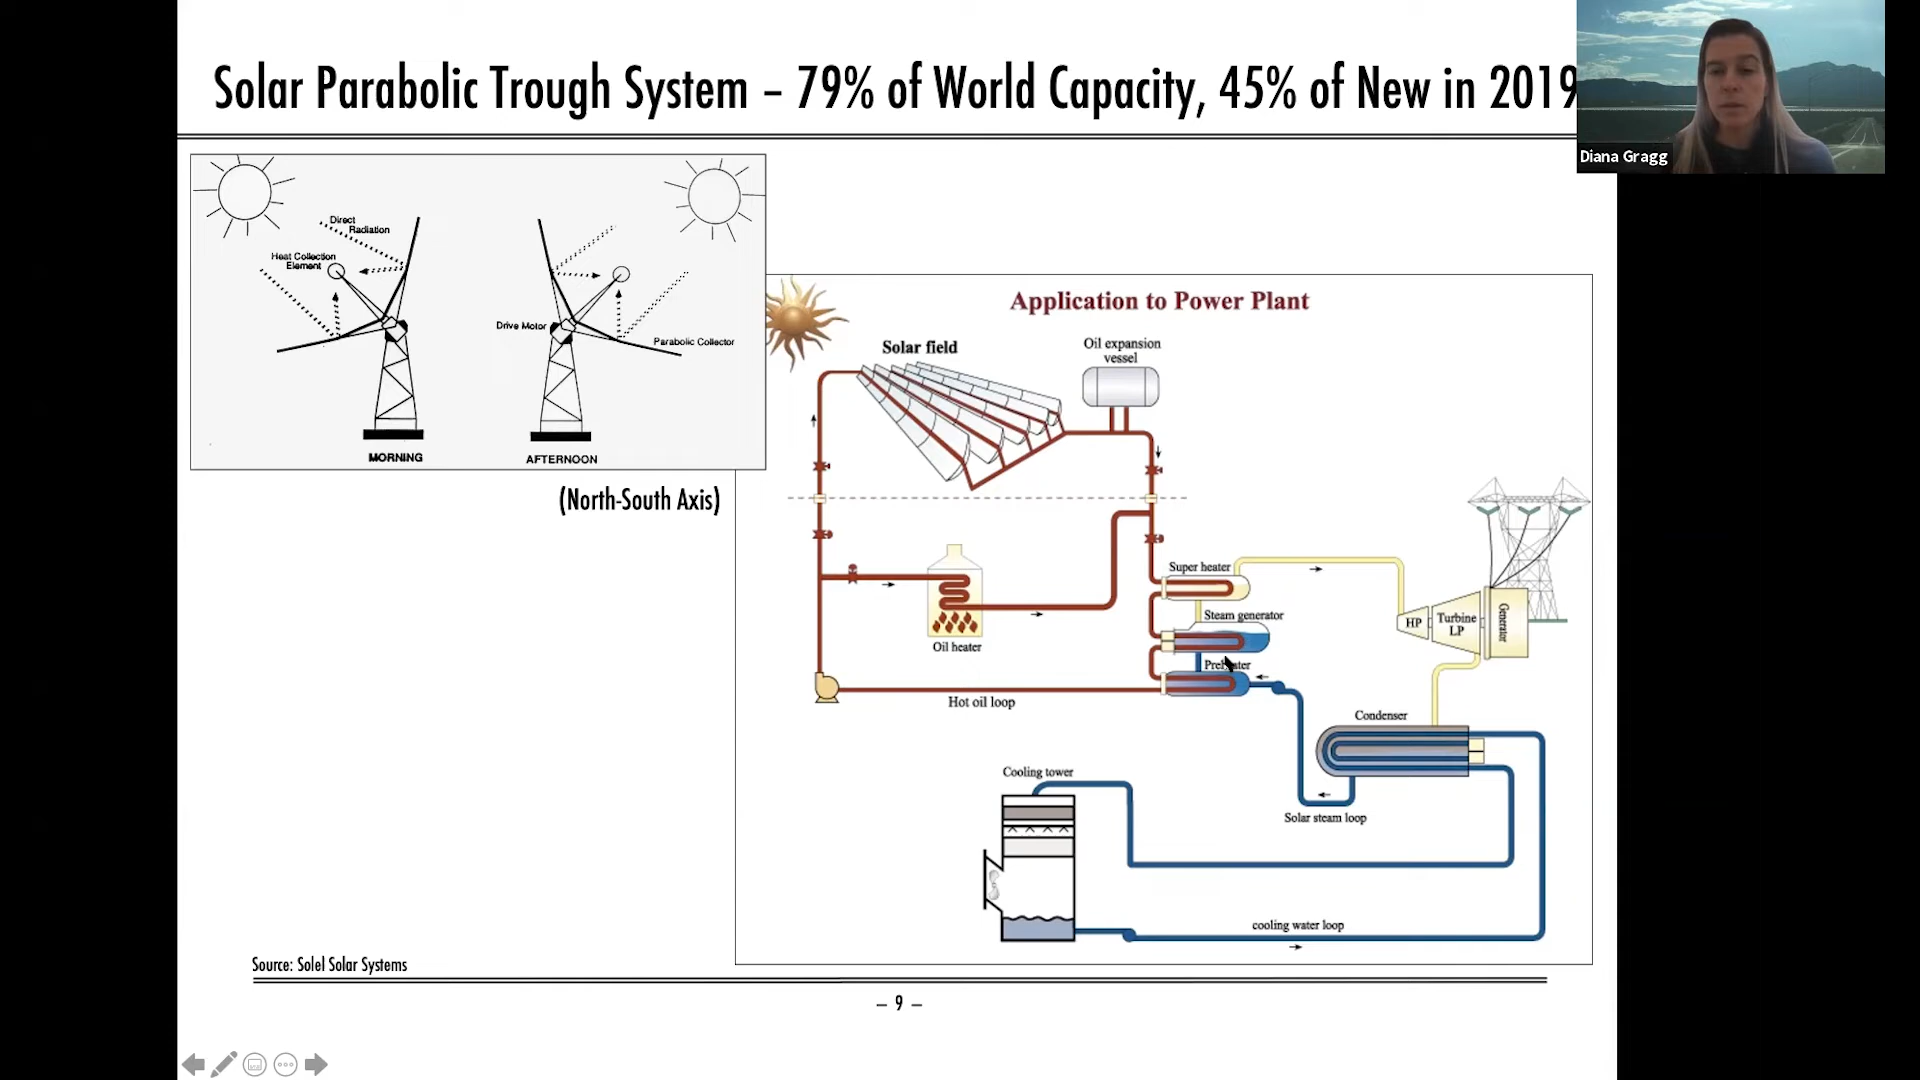 Solar Parabolic Trough System – 79% of World Capacity, 45% of New in 2019
Diana Gragg
Direct
Radiation
Heat Collection
Element
Drive Motor
Parabolic Collector
MORNING
AFTERNOON
(North-South Axis)
Application to Power Plant
Solar field
Oil expansion
vessel
Super heater
Steam generator
Oil heater
HP
Turbine
LP
Generator
Hot oil loop
Condenser
Cooling tower
Solar steam loop
cooling water loop
Source: Solel Solar Systems
– 9 –